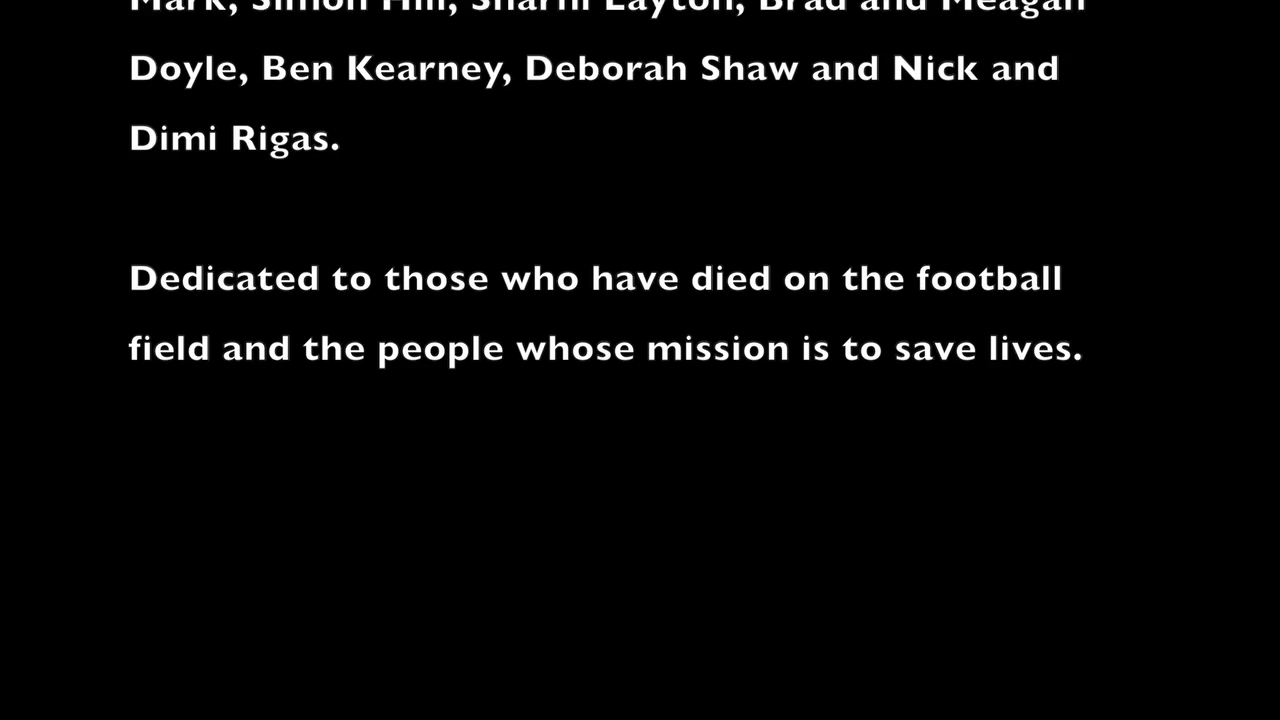 Mark, Simon Hill, Sharni Layton, Brad and Meagan
Doyle, Ben Kearney, Deborah Shaw and Nick and
Dimi Rigas.
Dedicated to those who have died on the football
field and the people whose mission is to save lives.